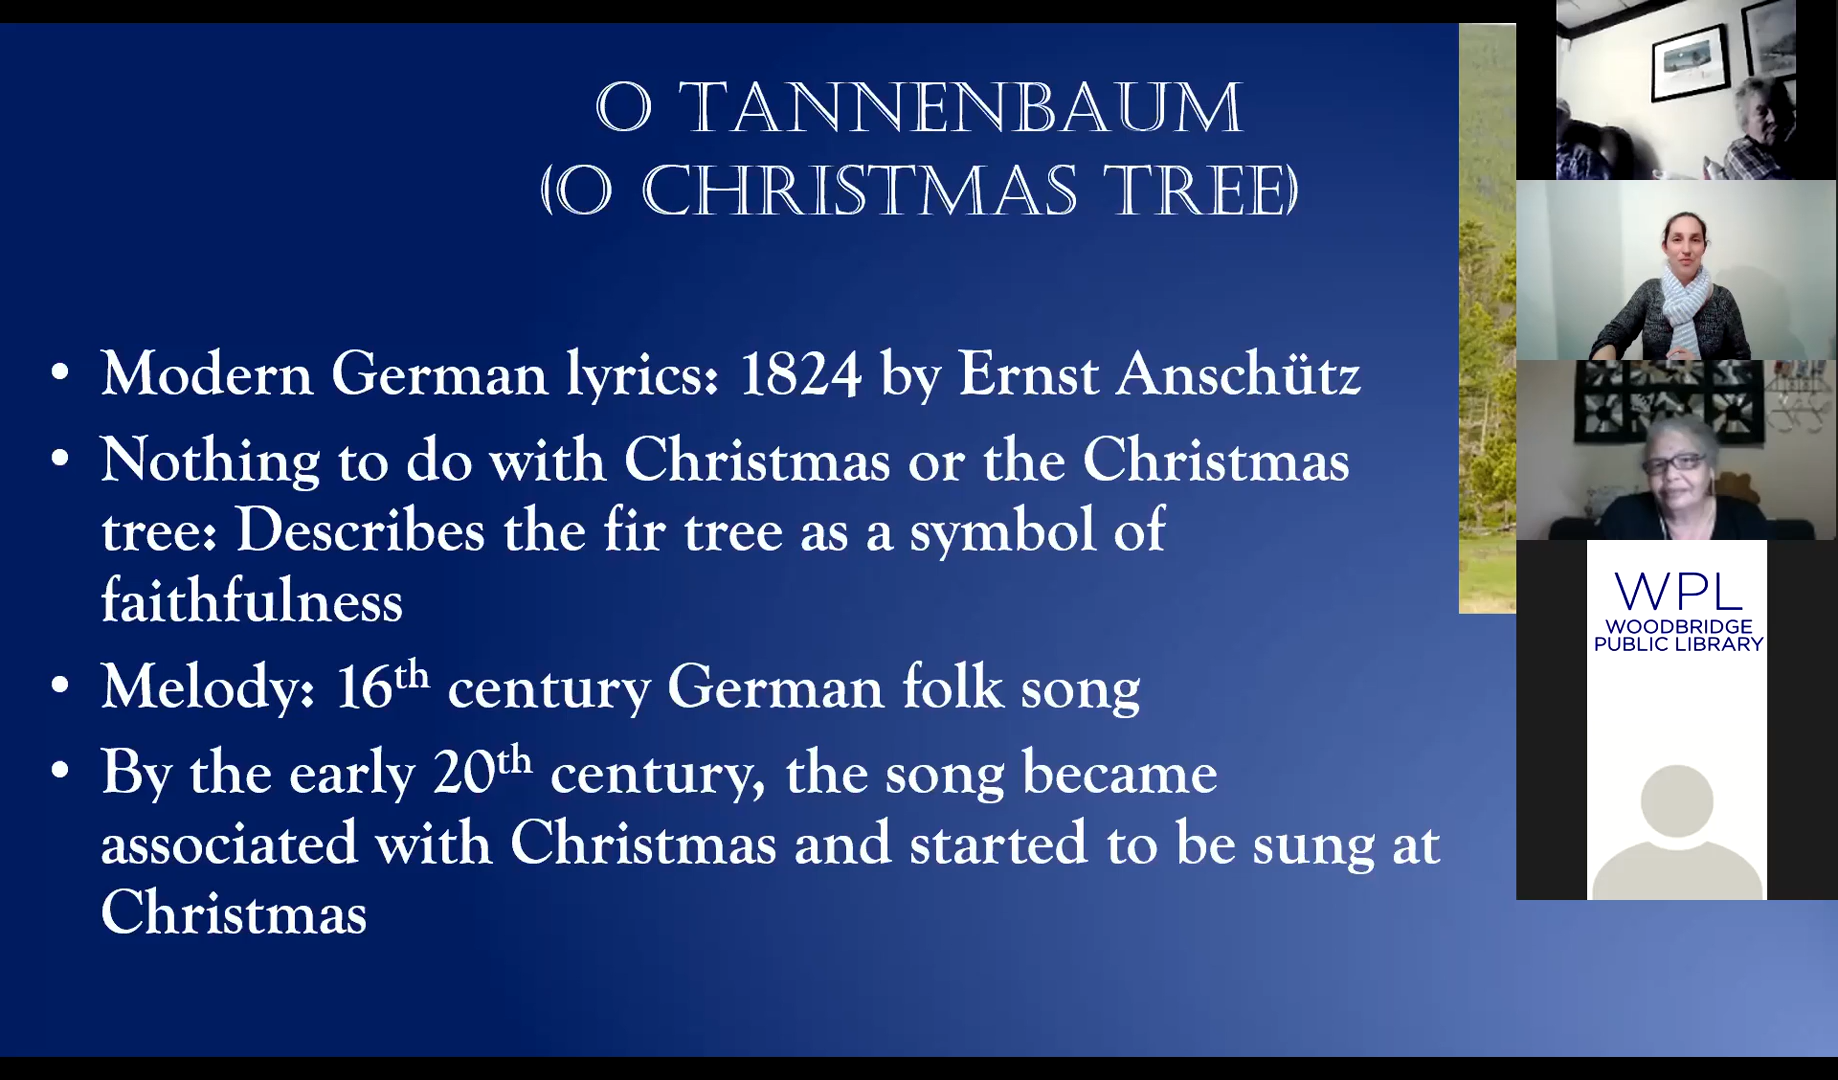 O TANNENBAUM
(O CHRISTMAS TREE)
• Modern German lyrics: 1824 by Ernst Anschütz
• Nothing to do with Christmas or the Christmas
tree: Describes the fir tree as a symbol of
faithfulness
• Melody: 16th century German folk song
• By the early 20th century, the song became
associated with Christmas and started to be sung at
Christmas
WPL
WOODBRIDGE
PUBLIC LIBRARY